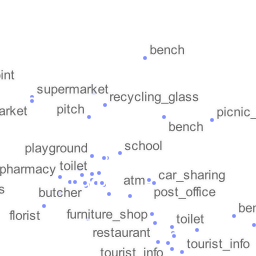 bench
int
supermarket
recycling_glass
arket
pitch
picnic_
bench
school
playground
pharmacy
toilet
car_sharing
atm
s
butcher
post_office
florist
furniture_shop
toilet
ben
restaurant
tourist_info
tourist_info